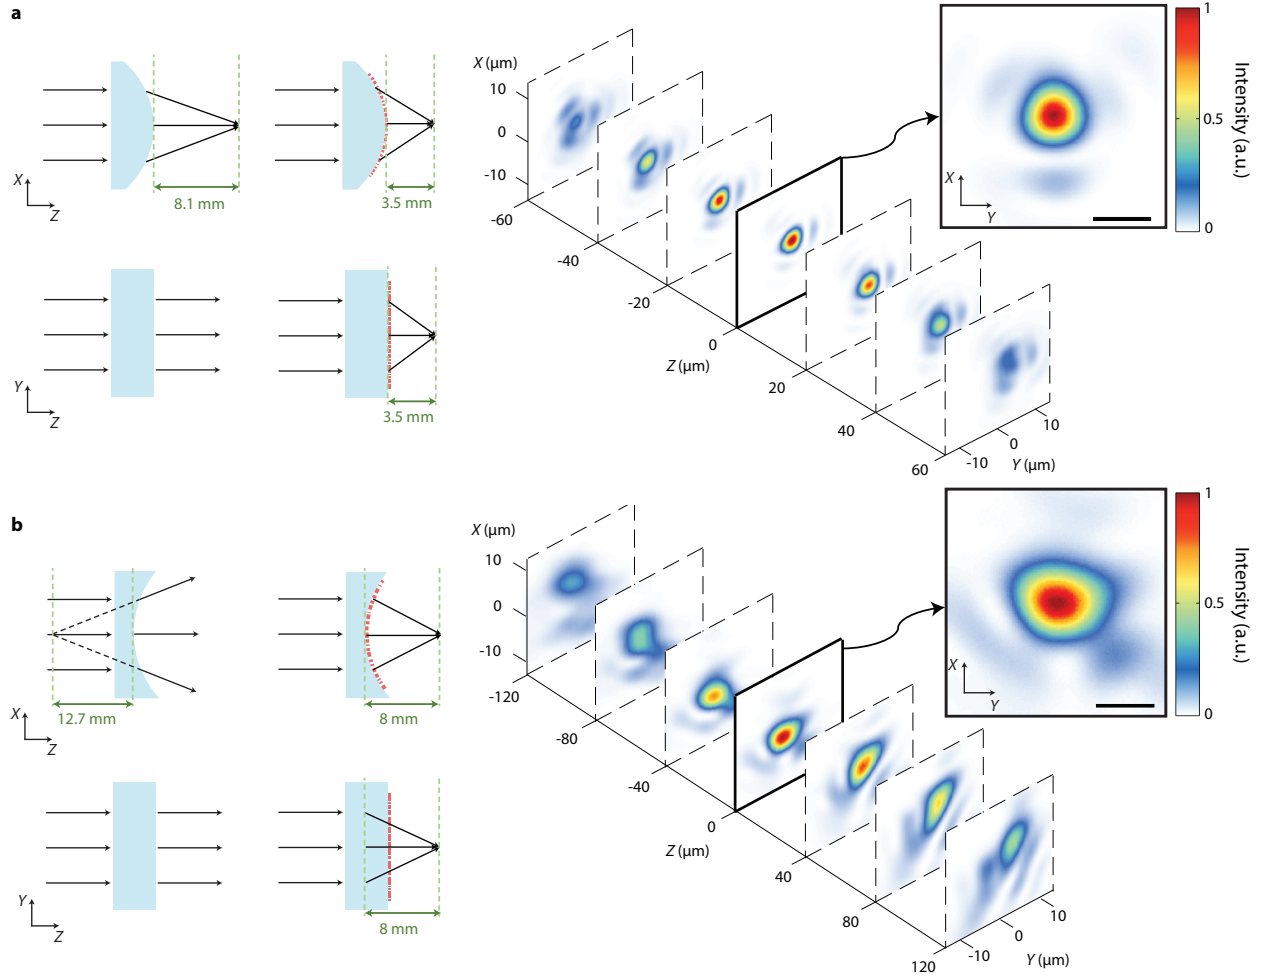 a
X
Z
8.1 mm
3.5 mm
Y
Z
3.5 mm
X (µm)
10
0
-10
-60
-40
-20
0
20
40
60
Z (µm)
-10
0
10
Y (µm)
X
Y
1
0.5
0
Intensity (a.u.)
b
12.7 mm
X
Z
8 mm
Y
Z
8 mm
X (µm)
10
0
-10
-120
-80
-40
0
40
80
120
Z (µm)
-10
0
10
Y (µm)
X
Y
1
0.5
0
Intensity (a.u.)